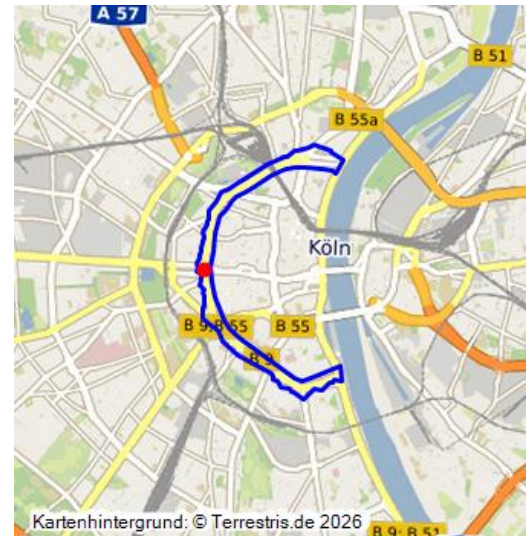 A 57
B 51
B 55a
Köln
B 9; B 55
B 55
B 9
Kartenhintergrund: © Terrestris.de 2026
B 9; B 51